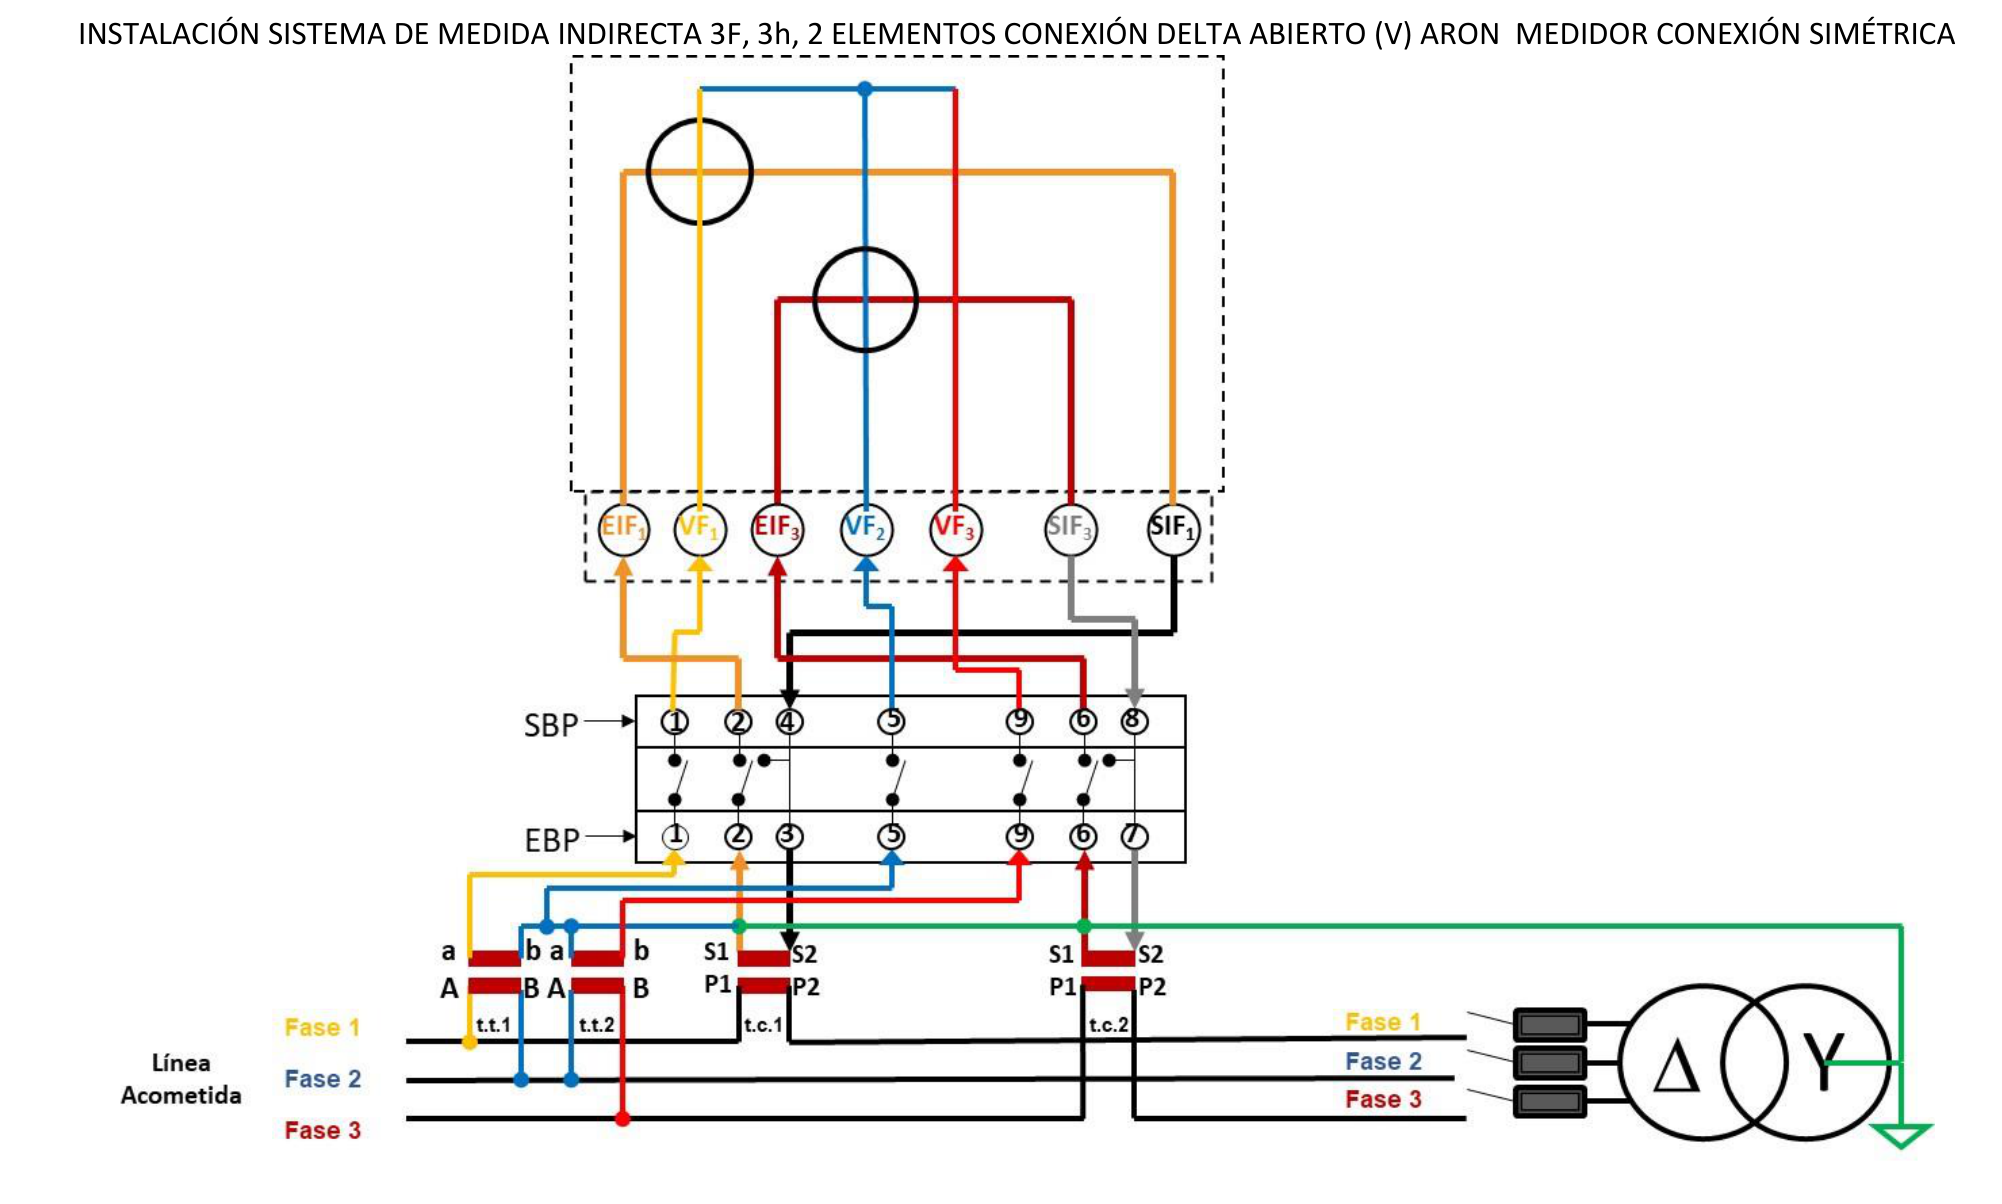 INSTALACIÓN SISTEMA DE MEDIDA INDIRECTA 3F, 3h, 2 ELEMENTOS CONEXIÓN DELTA ABIERTO (V) ARON MEDIDOR CONEXIÓN SIMÉTRICA
EIF1 VF1 EIF3 VF2 VF3 SIF3 SIF1
SBP 1 2 4 5 9 6 8
EBP 1 2 3 5 9 6 7
a b a b S1 S2 S1 S2
A B A B P1 P2 P1 P2
t.t.1 t.t.2 t.c.1 t.c.2
Fase 1 Fase 1
Línea
Acometida
Fase 2 Fase 2
Fase 3 Fase 3
Δ Y